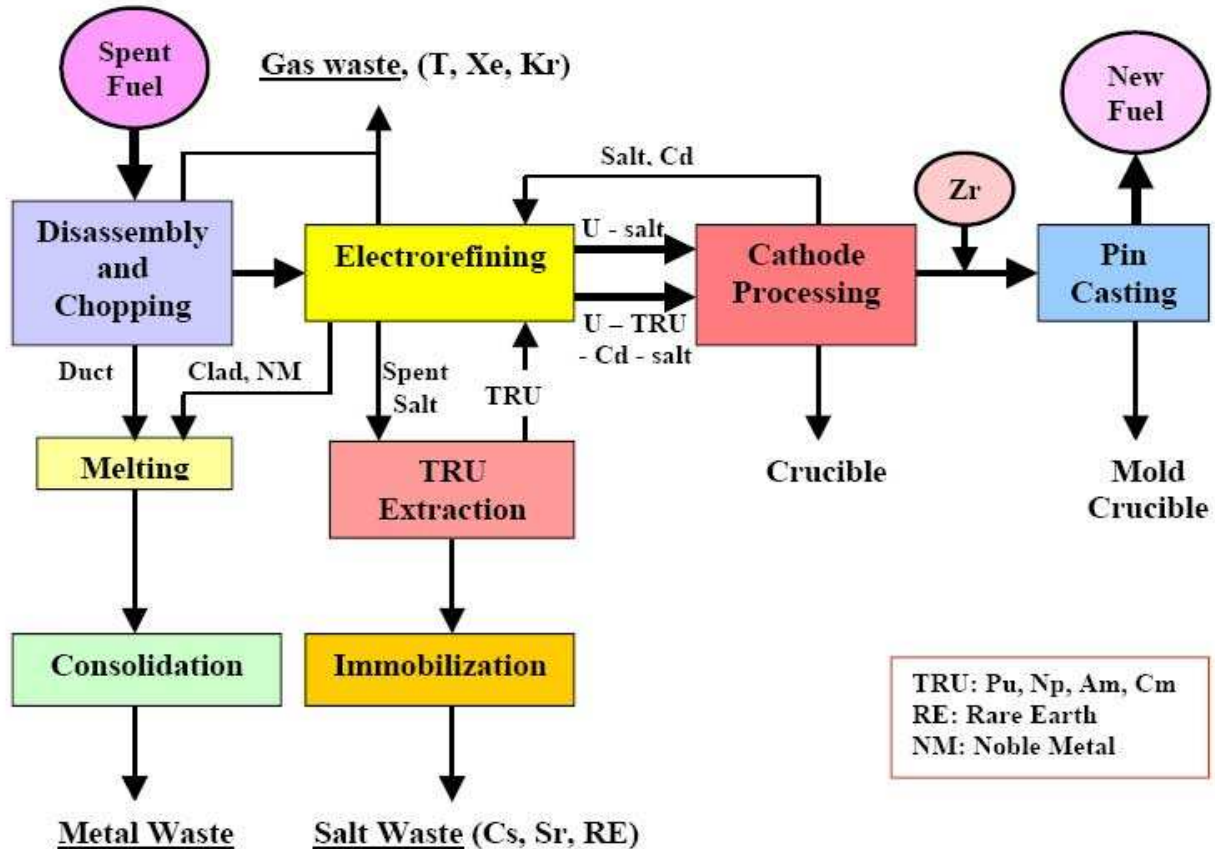 Spent
Fuel
Gas waste, (T, Xe, Kr)
New
Fuel
Salt, Cd
Zr
Disassembly
and
Chopping
Electrorefining
U - salt
Cathode
Processing
Pin
Casting
U – TRU
- Cd - salt
Duct
Clad, NM
Spent
Salt
TRU
Melting
TRU
Extraction
Crucible
Mold
Crucible
Consolidation
Immobilization
TRU: Pu, Np, Am, Cm
RE: Rare Earth
NM: Noble Metal
Metal Waste
Salt Waste (Cs, Sr, RE)